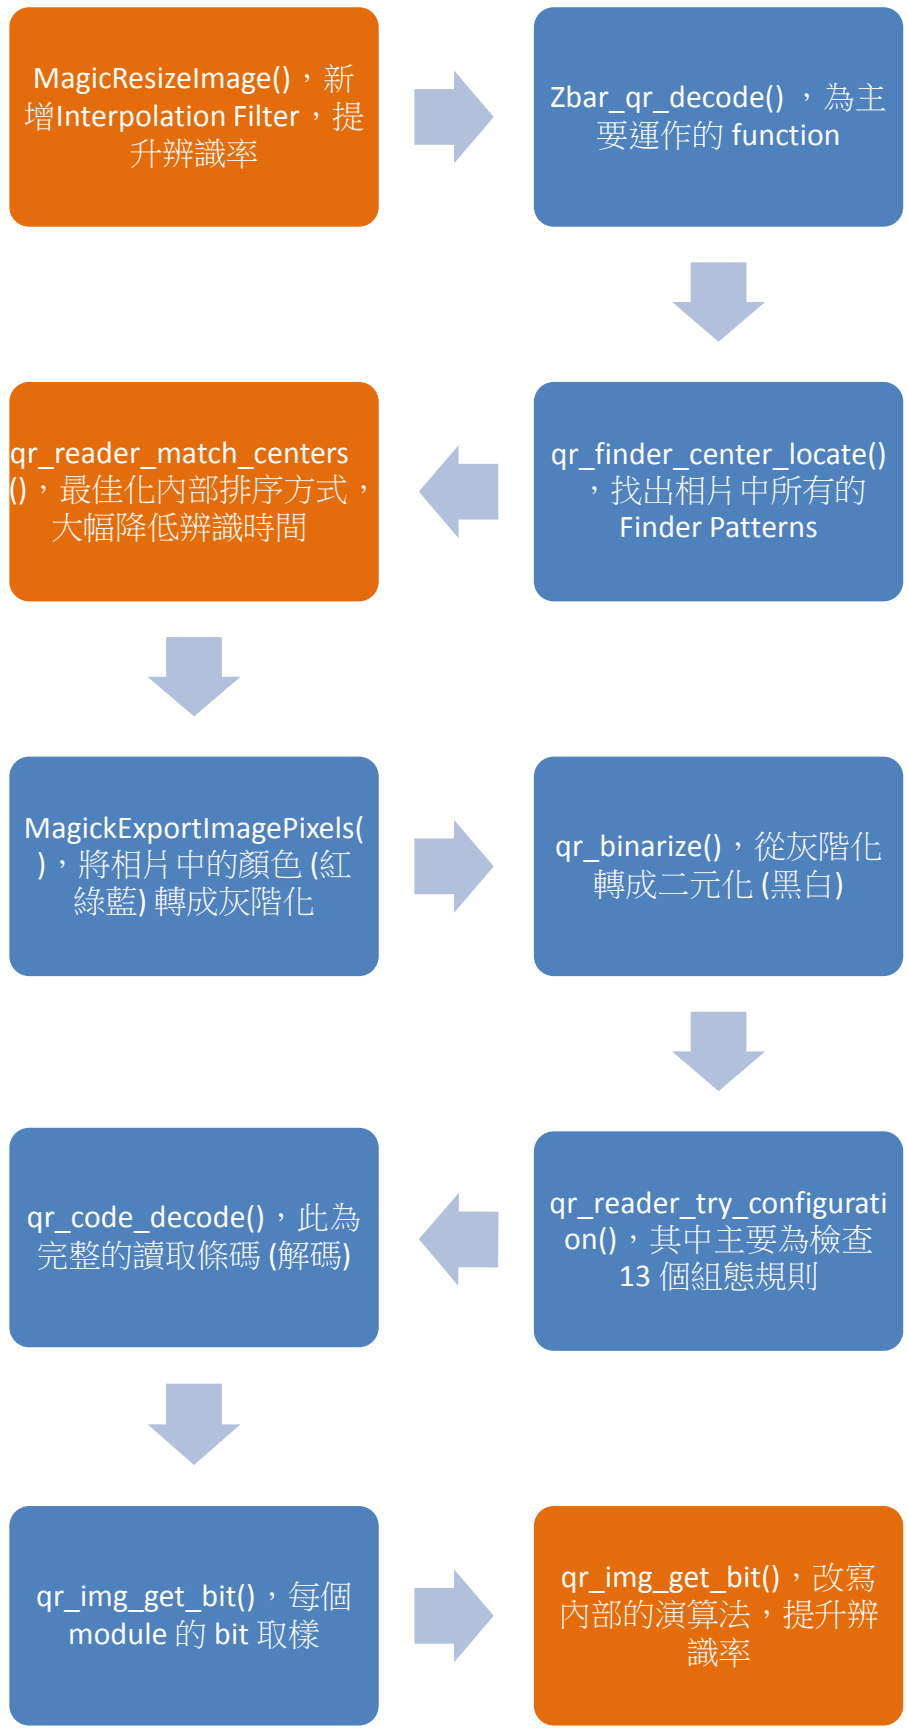 MagicResizeImage()，新
增Interpolation Filter，提
升辨識率
Zbar_qr_decode() ，為主
要運作的 function
qr_finder_center_locate()
，找出相片中所有的
Finder Patterns
qr_reader_match_centers
()，最佳化內部排序方式，
大幅降低辨識時間
MagickExportImagePixels(
)，將相片中的顏色 (紅
綠藍) 轉成灰階化
qr_binarize()，從灰階化
轉成二元化 (黑白)
qr_reader_try_configurati
on()，其中主要為檢查
13 個組態規則
qr_code_decode()，此為
完整的讀取條碼 (解碼)
qr_img_get_bit()，每個
module 的 bit 取樣
qr_img_get_bit()，改寫
內部的演算法，提升辨
識率